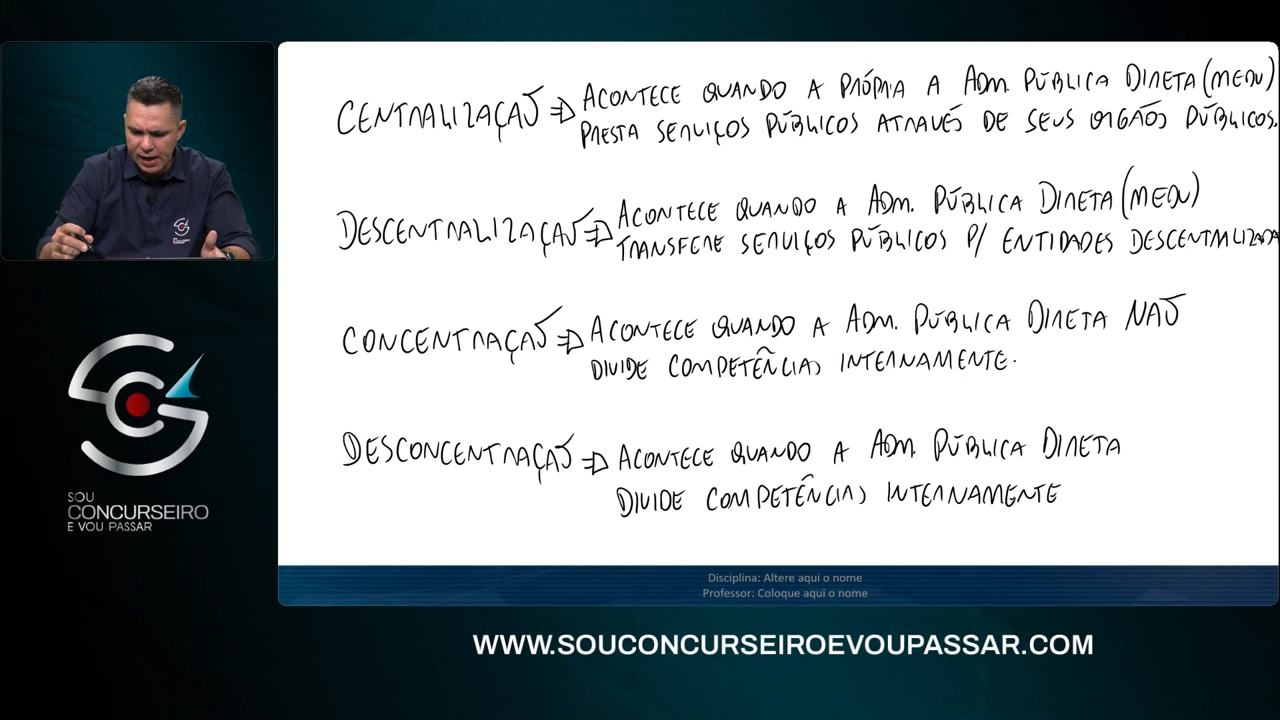 CENTRALIZAÇÃO ⇒ ACONTECE QUANDO A PRÓPRIA A ADM. PÚBLICA DIRETA (MEDU)
PRESTA SERVIÇOS PÚBLICOS ATRAVÉS DE SEUS ORGÃOS PÚBLICOS.
DESCENTRALIZAÇÃO ⇒ ACONTECE QUANDO A ADM. PÚBLICA DIRETA (MEDU)
TRANSFERE SERVIÇOS PÚBLICOS P/ ENTIDADES DESCENTRALIZADA
CONCENTRAÇÃO ⇒ ACONTECE QUANDO A ADM. PÚBLICA DIRETA NÃO
DIVIDE COMPETÊNCIAS INTERNAMENTE.
DESCONCENTRAÇÃO ⇒ ACONTECE QUANDO A ADM. PÚBLICA DIRETA
DIVIDE COMPETÊNCIAS INTERNAMENTE
SOU
CONCURSEIRO
E VOU PASSAR
Disciplina: Altere aqui o nome
Professor: Coloque aqui o nome
WWW.SOUCONCURSEIROEVOUPASSAR.COM